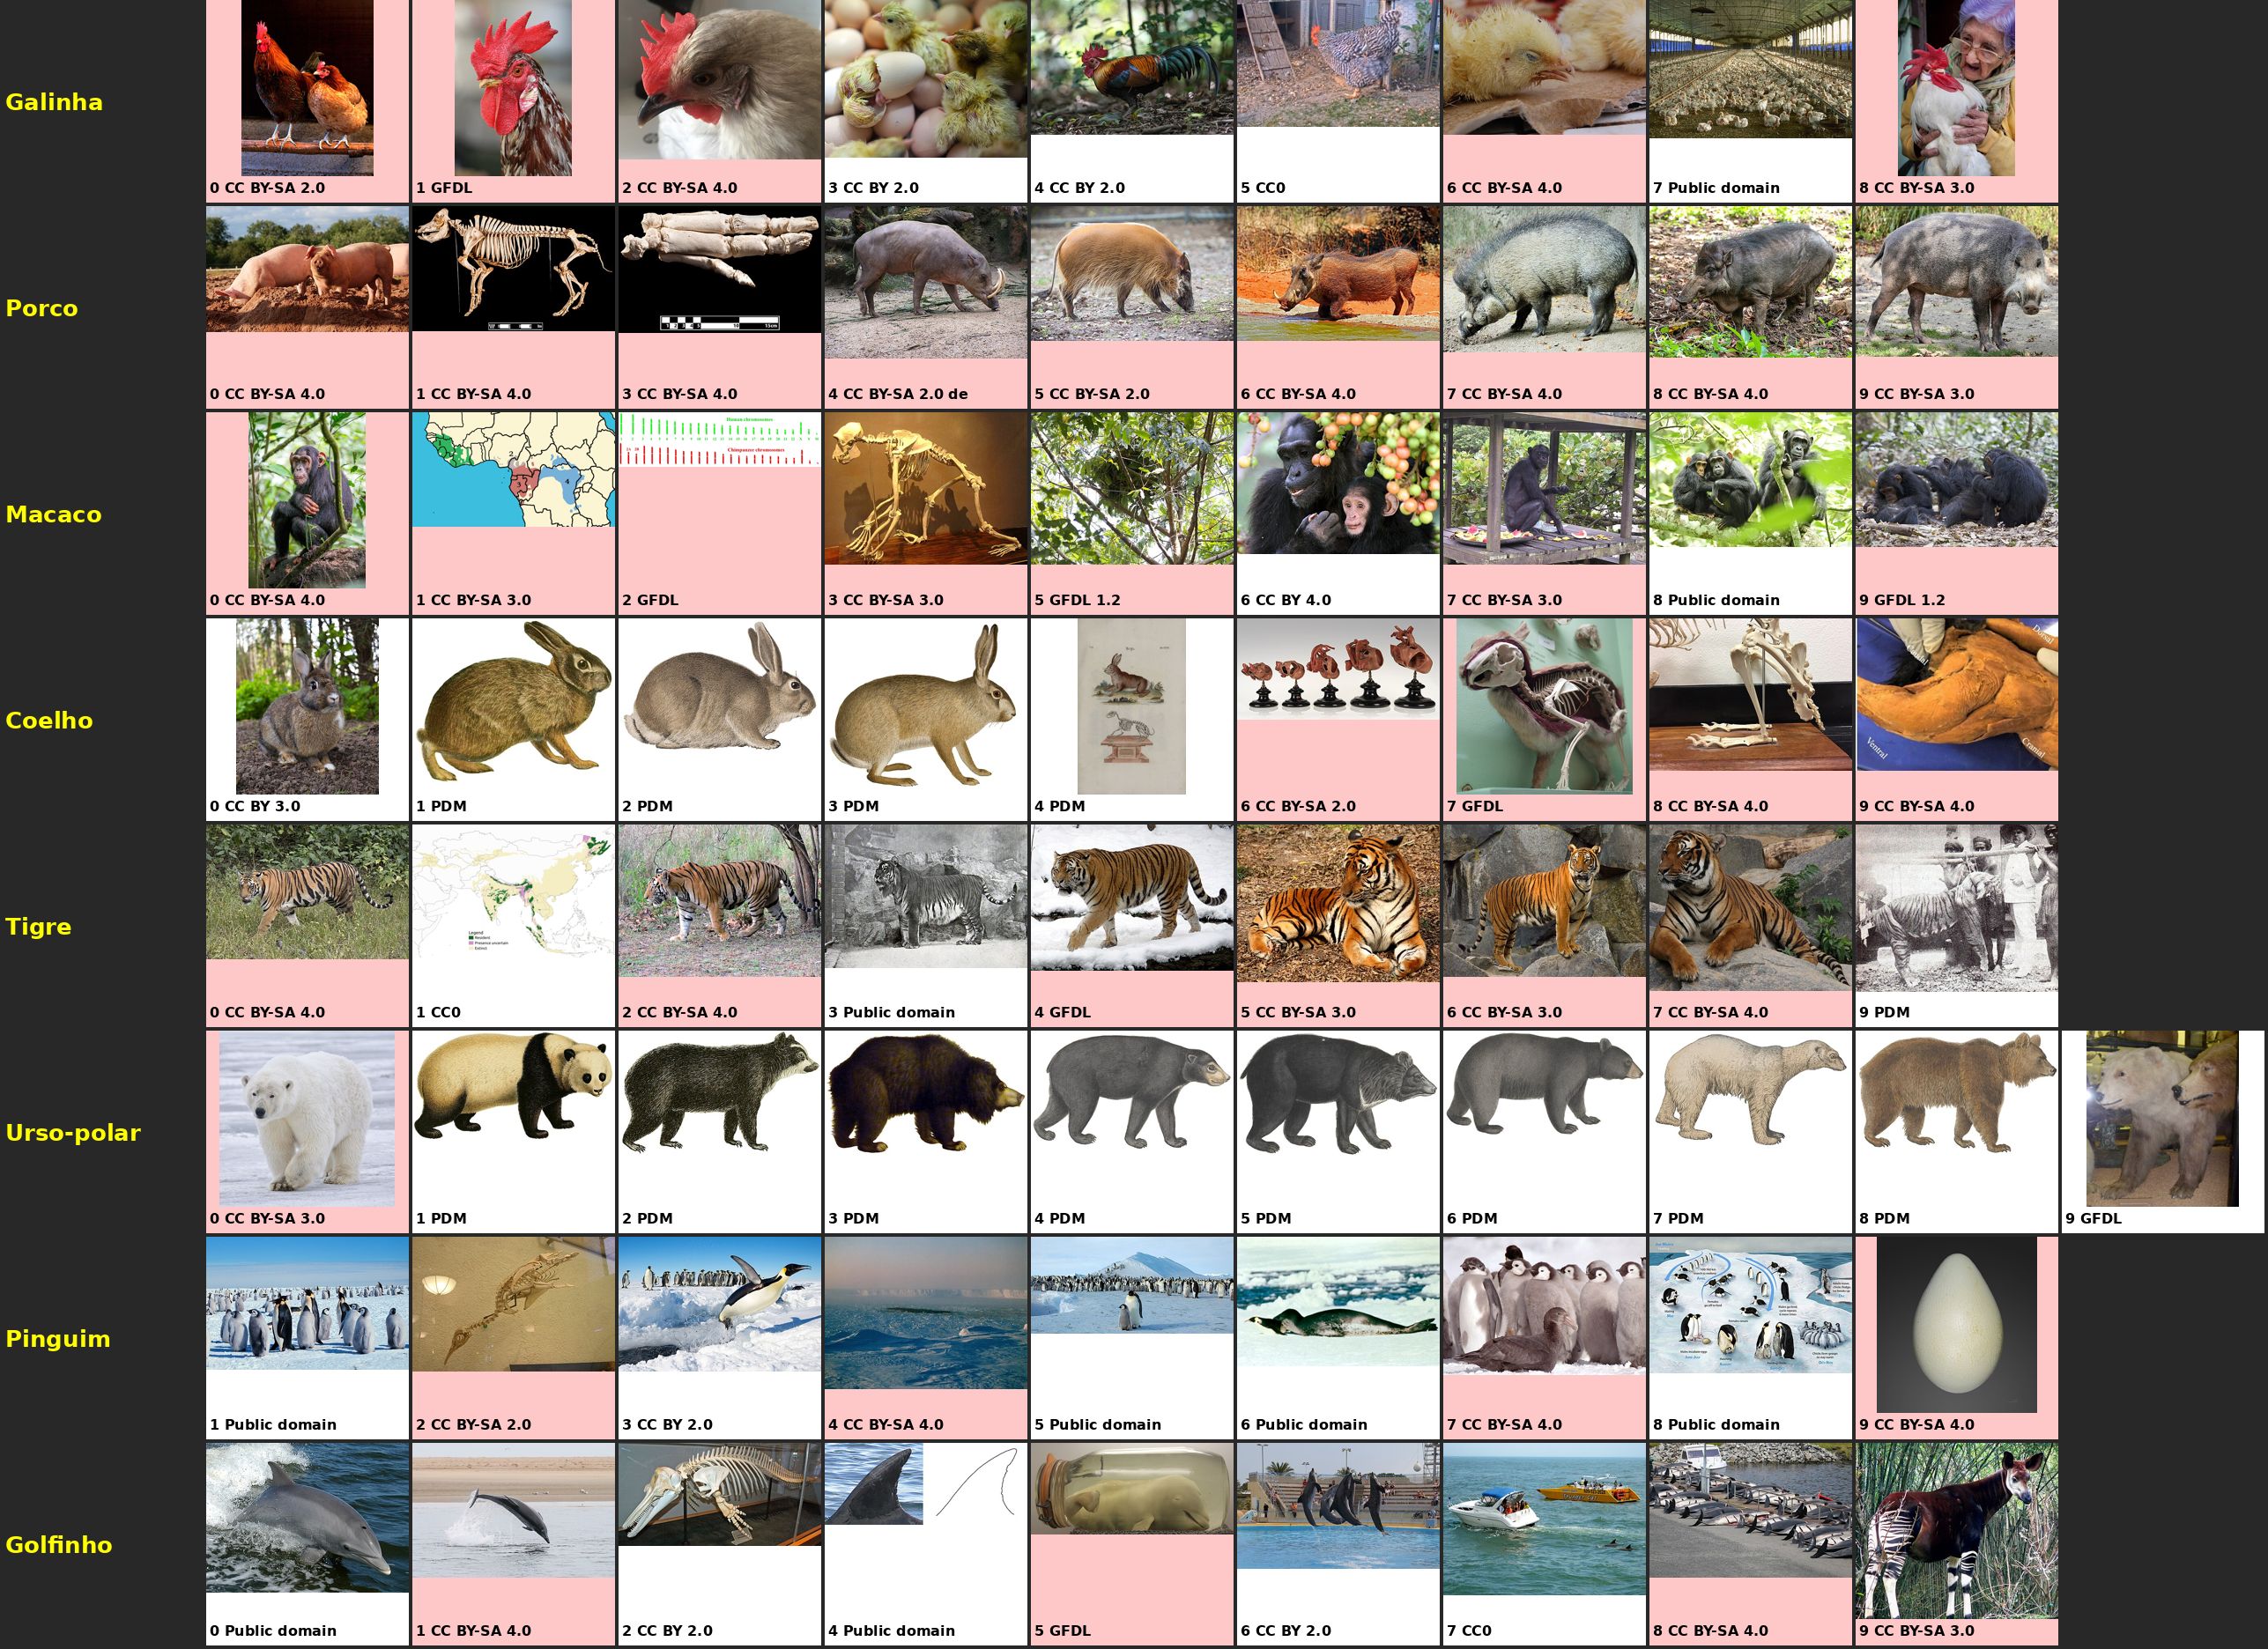 Galinha
0 CC BY-SA 2.0
1 GFDL
2 CC BY-SA 4.0
3 CC BY 2.0
4 CC BY 2.0
5 CC0
6 CC BY-SA 4.0
7 Public domain
8 CC BY-SA 3.0
Porco
0 CC BY-SA 4.0
1 CC BY-SA 4.0
3 CC BY-SA 4.0
4 CC BY-SA 2.0 de
5 CC BY-SA 2.0
6 CC BY-SA 4.0
7 CC BY-SA 4.0
8 CC BY-SA 4.0
9 CC BY-SA 3.0
Macaco
Human chromosomes
Chimpanzee chromosomes
0 CC BY-SA 4.0
1 CC BY-SA 3.0
2 GFDL
3 CC BY-SA 3.0
5 GFDL 1.2
6 CC BY 4.0
7 CC BY-SA 3.0
8 Public domain
9 GFDL 1.2
Coelho
Dorsal
Ventral
Cranial
0 CC BY 3.0
1 PDM
2 PDM
3 PDM
4 PDM
6 CC BY-SA 2.0
7 GFDL
8 CC BY-SA 4.0
9 CC BY-SA 4.0
Tigre
Legend
Resident
Presence uncertain
Extinct
0 CC BY-SA 4.0
1 CC0
2 CC BY-SA 4.0
3 Public domain
4 GFDL
5 CC BY-SA 3.0
6 CC BY-SA 3.0
7 CC BY-SA 4.0
9 PDM
Urso-polar
0 CC BY-SA 3.0
1 PDM
2 PDM
3 PDM
4 PDM
5 PDM
6 PDM
7 PDM
8 PDM
9 GFDL
Pinguim
1 Public domain
2 CC BY-SA 2.0
3 CC BY 2.0
4 CC BY-SA 4.0
5 Public domain
6 Public domain
7 CC BY-SA 4.0
8 Public domain
9 CC BY-SA 4.0
Golfinho
0 Public domain
1 CC BY-SA 4.0
2 CC BY 2.0
4 Public domain
5 GFDL
6 CC BY 2.0
7 CC0
8 CC BY-SA 4.0
9 CC BY-SA 3.0